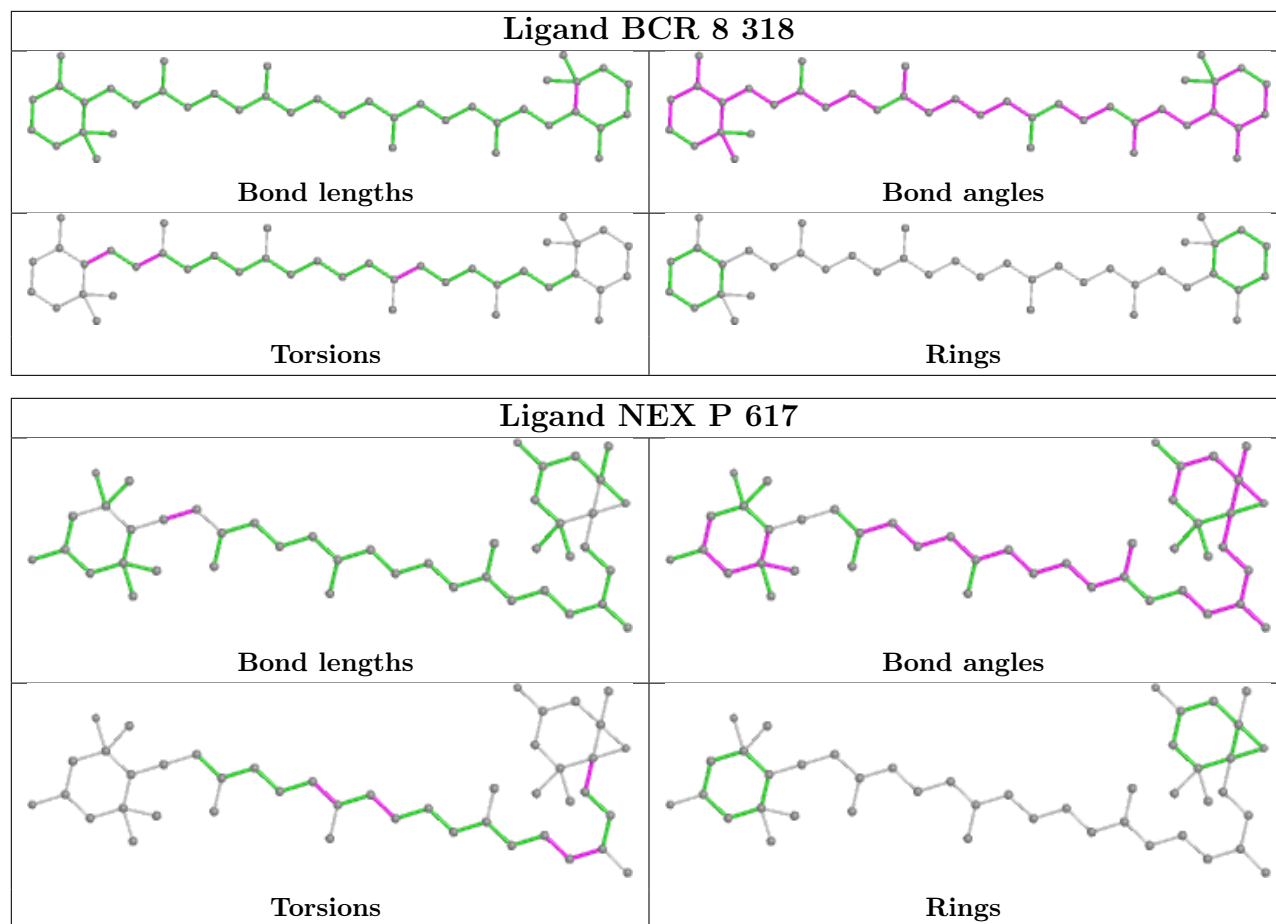 Ligand BCR 8 318
Bond lengths
Bond angles
Torsions
Rings
Ligand NEX P 617
Bond lengths
Bond angles
Torsions
Rings